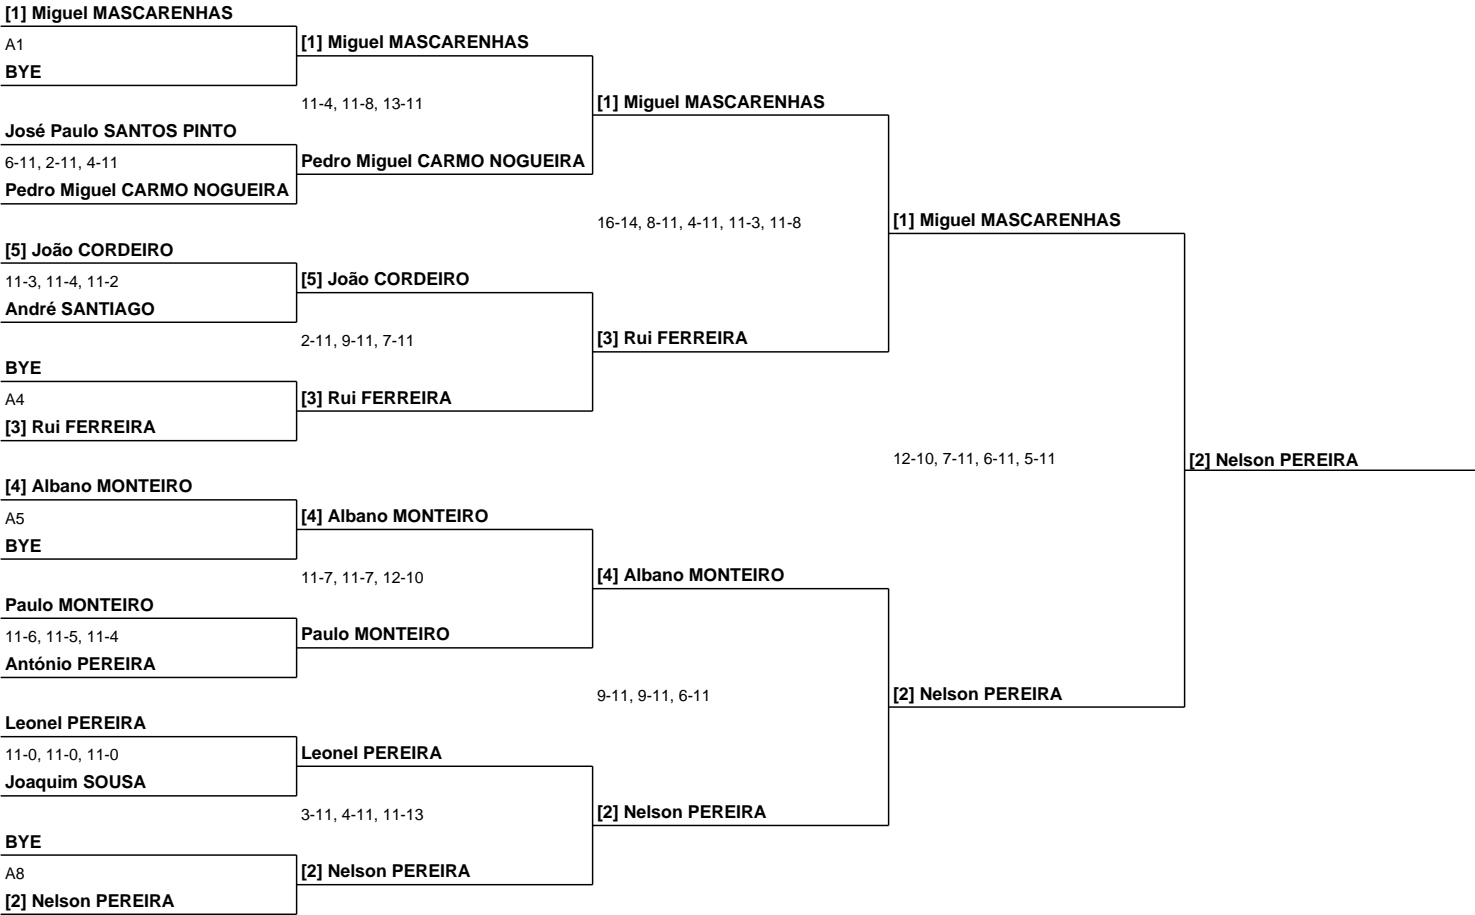 [1] Miguel MASCARENHAS
A1
BYE
José Paulo SANTOS PINTO
6-11, 2-11, 4-11
Pedro Miguel CARMO NOGUEIRA
[5] João CORDEIRO
11-3, 11-4, 11-2
André SANTIAGO
BYE
A4
[3] Rui FERREIRA
[4] Albano MONTEIRO
A5
BYE
Paulo MONTEIRO
11-6, 11-5, 11-4
António PEREIRA
Leonel PEREIRA
11-0, 11-0, 11-0
Joaquim SOUSA
BYE
A8
[2] Nelson PEREIRA
[1] Miguel MASCARENHAS
11-4, 11-8, 13-11
Pedro Miguel CARMO NOGUEIRA
[5] João CORDEIRO
2-11, 9-11, 7-11
[3] Rui FERREIRA
[4] Albano MONTEIRO
11-7, 11-7, 12-10
Paulo MONTEIRO
Leonel PEREIRA
3-11, 4-11, 11-13
[2] Nelson PEREIRA
[1] Miguel MASCARENHAS
16-14, 8-11, 4-11, 11-3, 11-8
[3] Rui FERREIRA
[4] Albano MONTEIRO
9-11, 9-11, 6-11
[2] Nelson PEREIRA
[1] Miguel MASCARENHAS
12-10, 7-11, 6-11, 5-11
[2] Nelson PEREIRA
[2] Nelson PEREIRA